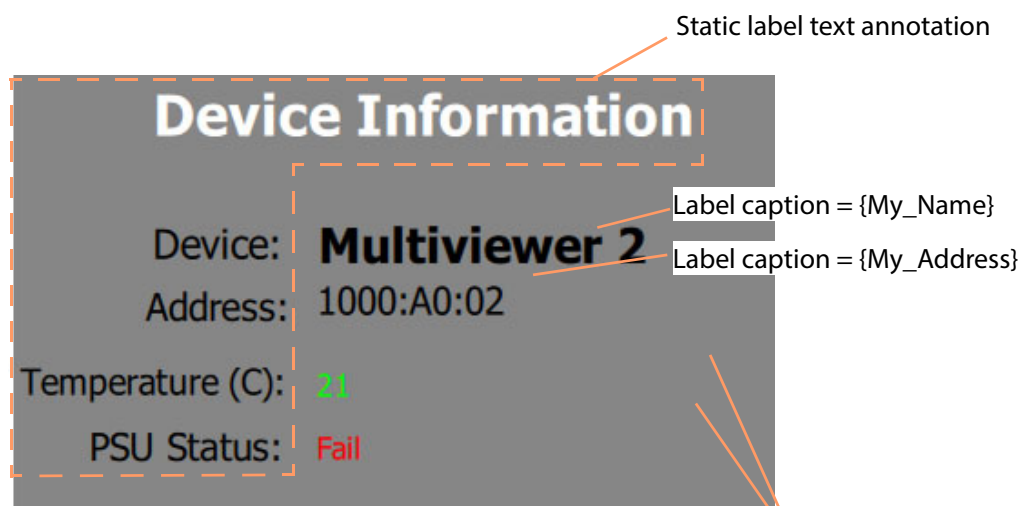 Static label text annotation
Device Information
Label caption = {My_Name}
Device: Multiviewer 2
Label caption = {My_Address}
Address: 1000:A0:02
Temperature (C): 21
PSU Status: Fail